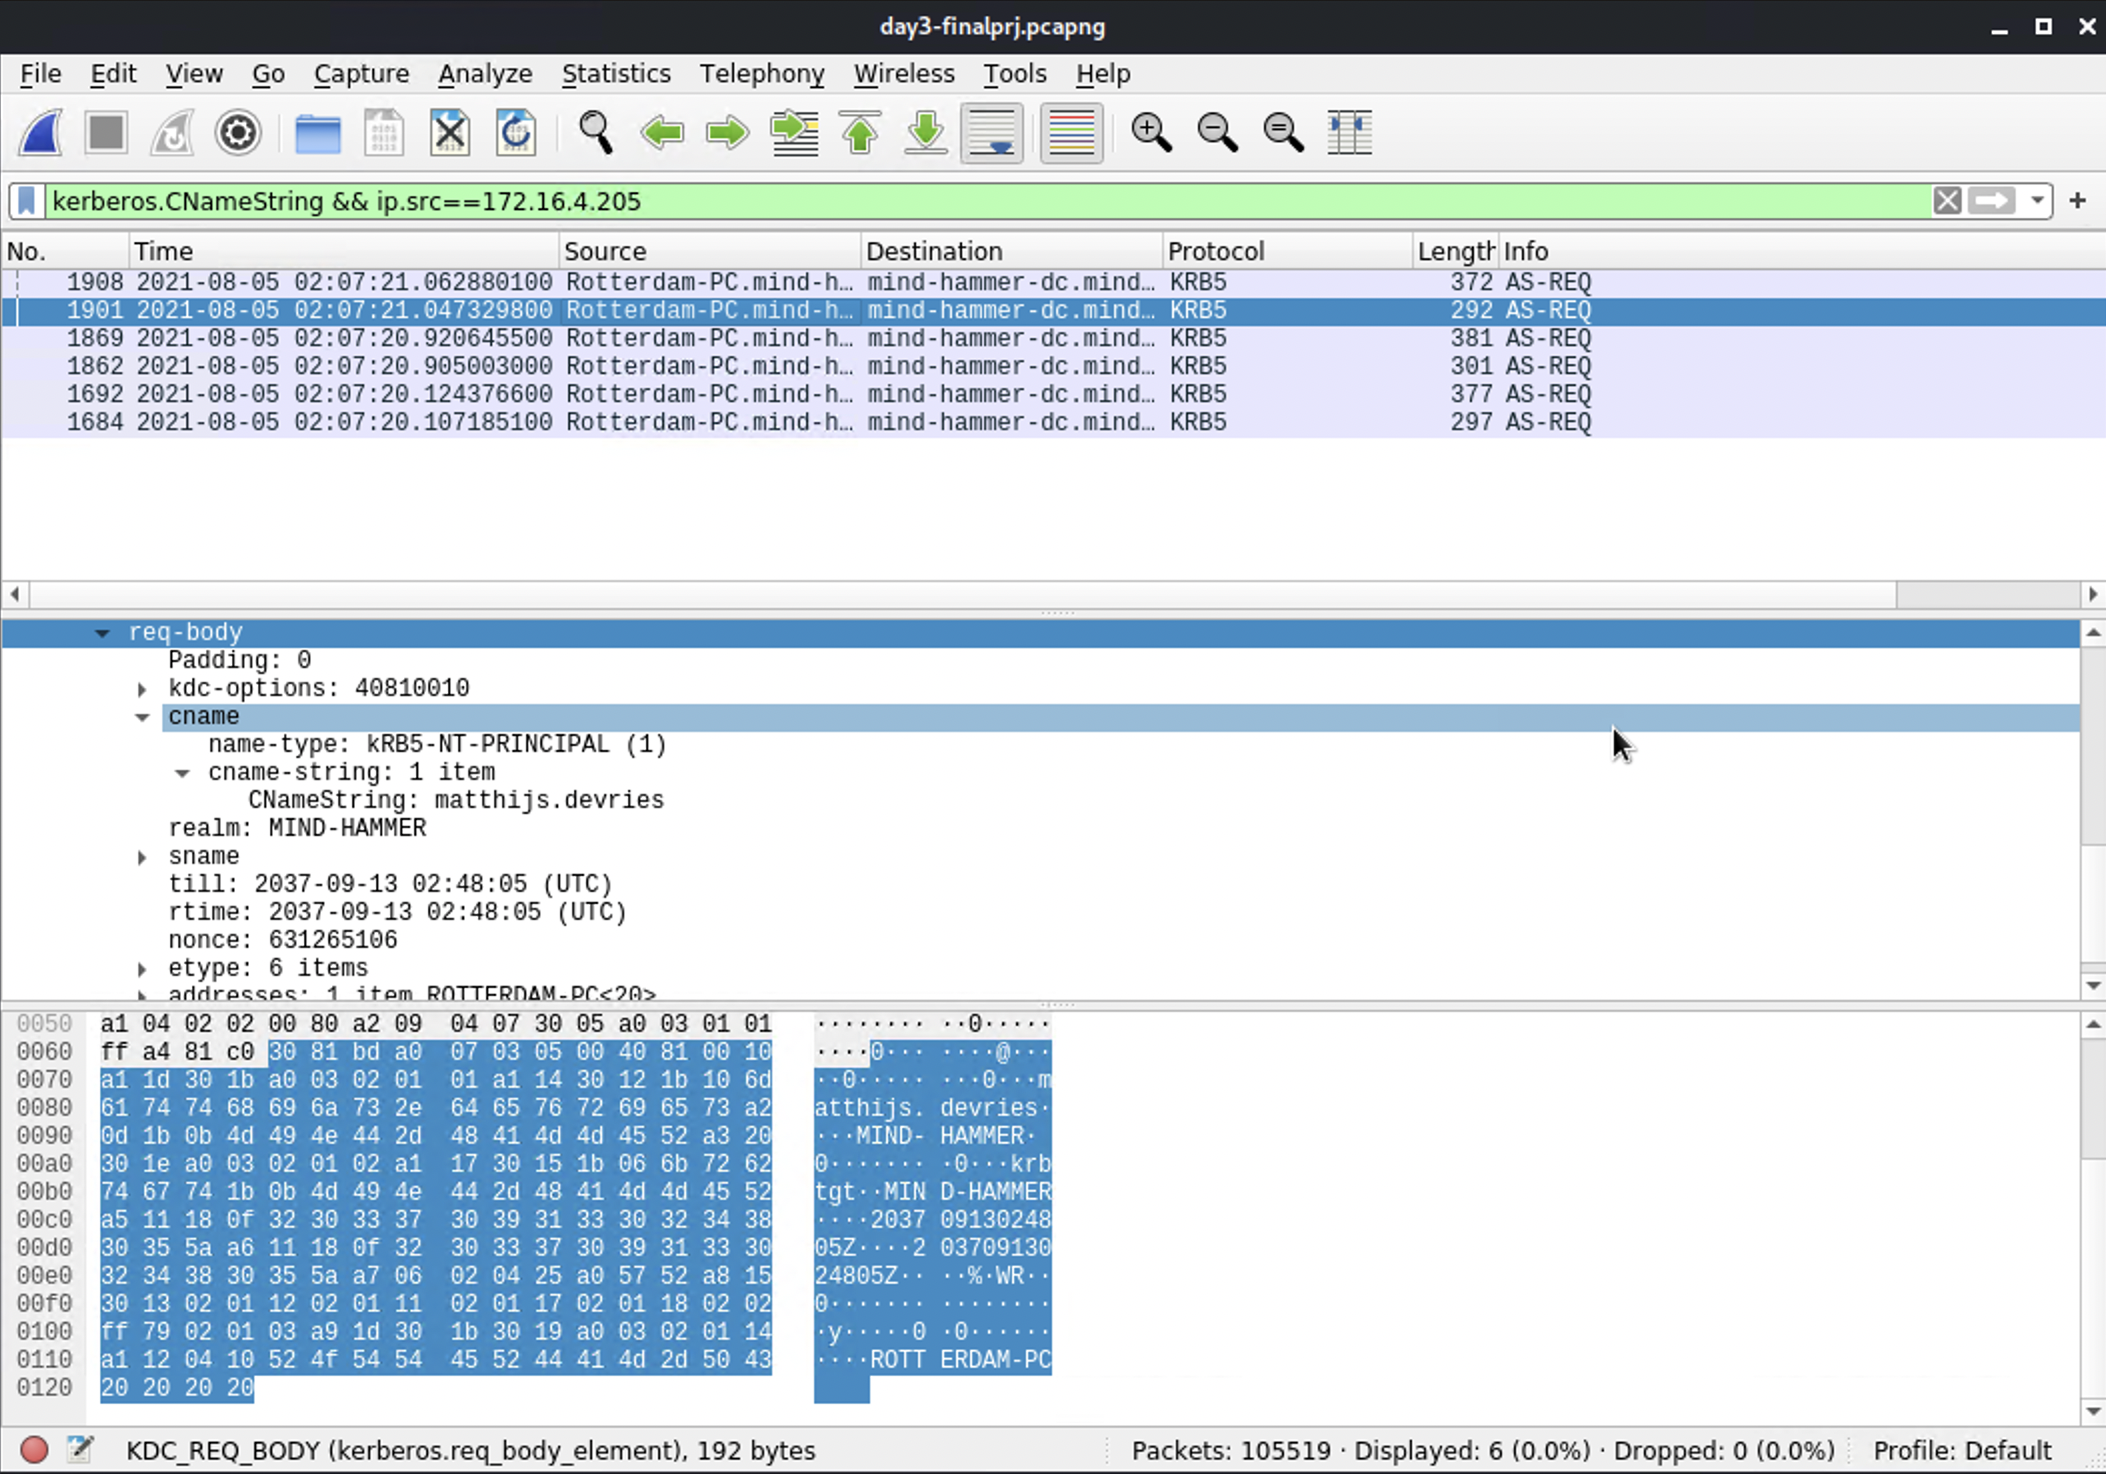 day3-finalprj.pcapng
File Edit View Go Capture Analyze Statistics Telephony Wireless Tools Help
kerberos.CNameString && ip.src==172.16.4.205
No. Time Source Destination Protocol Length Info
1908 2021-08-05 02:07:21.062880100 Rotterdam-PC.mind-h… mind-hammer-dc.mind… KRB5 372 AS-REQ
1901 2021-08-05 02:07:21.047329800 Rotterdam-PC.mind-h… mind-hammer-dc.mind… KRB5 292 AS-REQ
1869 2021-08-05 02:07:20.920645500 Rotterdam-PC.mind-h… mind-hammer-dc.mind… KRB5 381 AS-REQ
1862 2021-08-05 02:07:20.905003000 Rotterdam-PC.mind-h… mind-hammer-dc.mind… KRB5 301 AS-REQ
1692 2021-08-05 02:07:20.124376600 Rotterdam-PC.mind-h… mind-hammer-dc.mind… KRB5 377 AS-REQ
1684 2021-08-05 02:07:20.107185100 Rotterdam-PC.mind-h… mind-hammer-dc.mind… KRB5 297 AS-REQ
req-body
Padding: 0
kdc-options: 40810010
cname
name-type: kRB5-NT-PRINCIPAL (1)
cname-string: 1 item
CNameString: matthijs.devries
realm: MIND-HAMMER
sname
till: 2037-09-13 02:48:05 (UTC)
rtime: 2037-09-13 02:48:05 (UTC)
nonce: 631265106
etype: 6 items
addresses: 1 item ROTTERDAM-PC<20>
0050 a1 04 02 02 00 80 a2 09 04 07 30 05 a0 03 01 01 ········ ··0·····
0060 ff a4 81 c0 30 81 bd a0 07 03 05 00 40 81 00 10 ····0··· ····@···
0070 a1 1d 30 1b a0 03 02 01 01 a1 14 30 12 1b 10 6d ··0····· ···0···m
0080 61 74 74 68 69 6a 73 2e 64 65 76 72 69 65 73 a2 atthijs. devries·
0090 0d 1b 0b 4d 49 4e 44 2d 48 41 4d 4d 45 52 a3 20 ···MIND- HAMMER·
00a0 30 1e a0 03 02 01 02 a1 17 30 15 1b 06 6b 72 62 0······· ·0···krb
00b0 74 67 74 1b 0b 4d 49 4e 44 2d 48 41 4d 4d 45 52 tgt··MIN D-HAMMER
00c0 a5 11 18 0f 32 30 33 37 30 39 31 33 30 32 34 38 ····2037 09130248
00d0 30 35 5a a6 11 18 0f 32 30 33 37 30 39 31 33 30 05Z····2 03709130
00e0 32 34 38 30 35 5a a7 06 02 04 25 a0 57 52 a8 15 24805Z·· ··%·WR··
00f0 30 13 02 01 12 02 01 11 02 01 17 02 01 18 02 02 0······· ········
0100 ff 79 02 01 03 a9 1d 30 1b 30 19 a0 03 02 01 14 ·y·····0 ·0······
0110 a1 12 04 10 52 4f 54 54 45 52 44 41 4d 2d 50 43 ····ROTT ERDAM-PC
0120 20 20 20 20
KDC_REQ_BODY (kerberos.req_body_element), 192 bytes Packets: 105519 · Displayed: 6 (0.0%) · Dropped: 0 (0.0%) Profile: Default